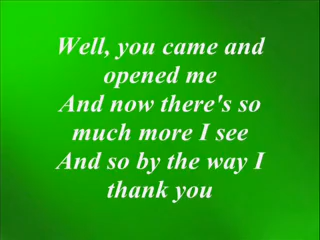 Well, you came and
opened me
And now there's so
much more I see
And so by the way I
thank you